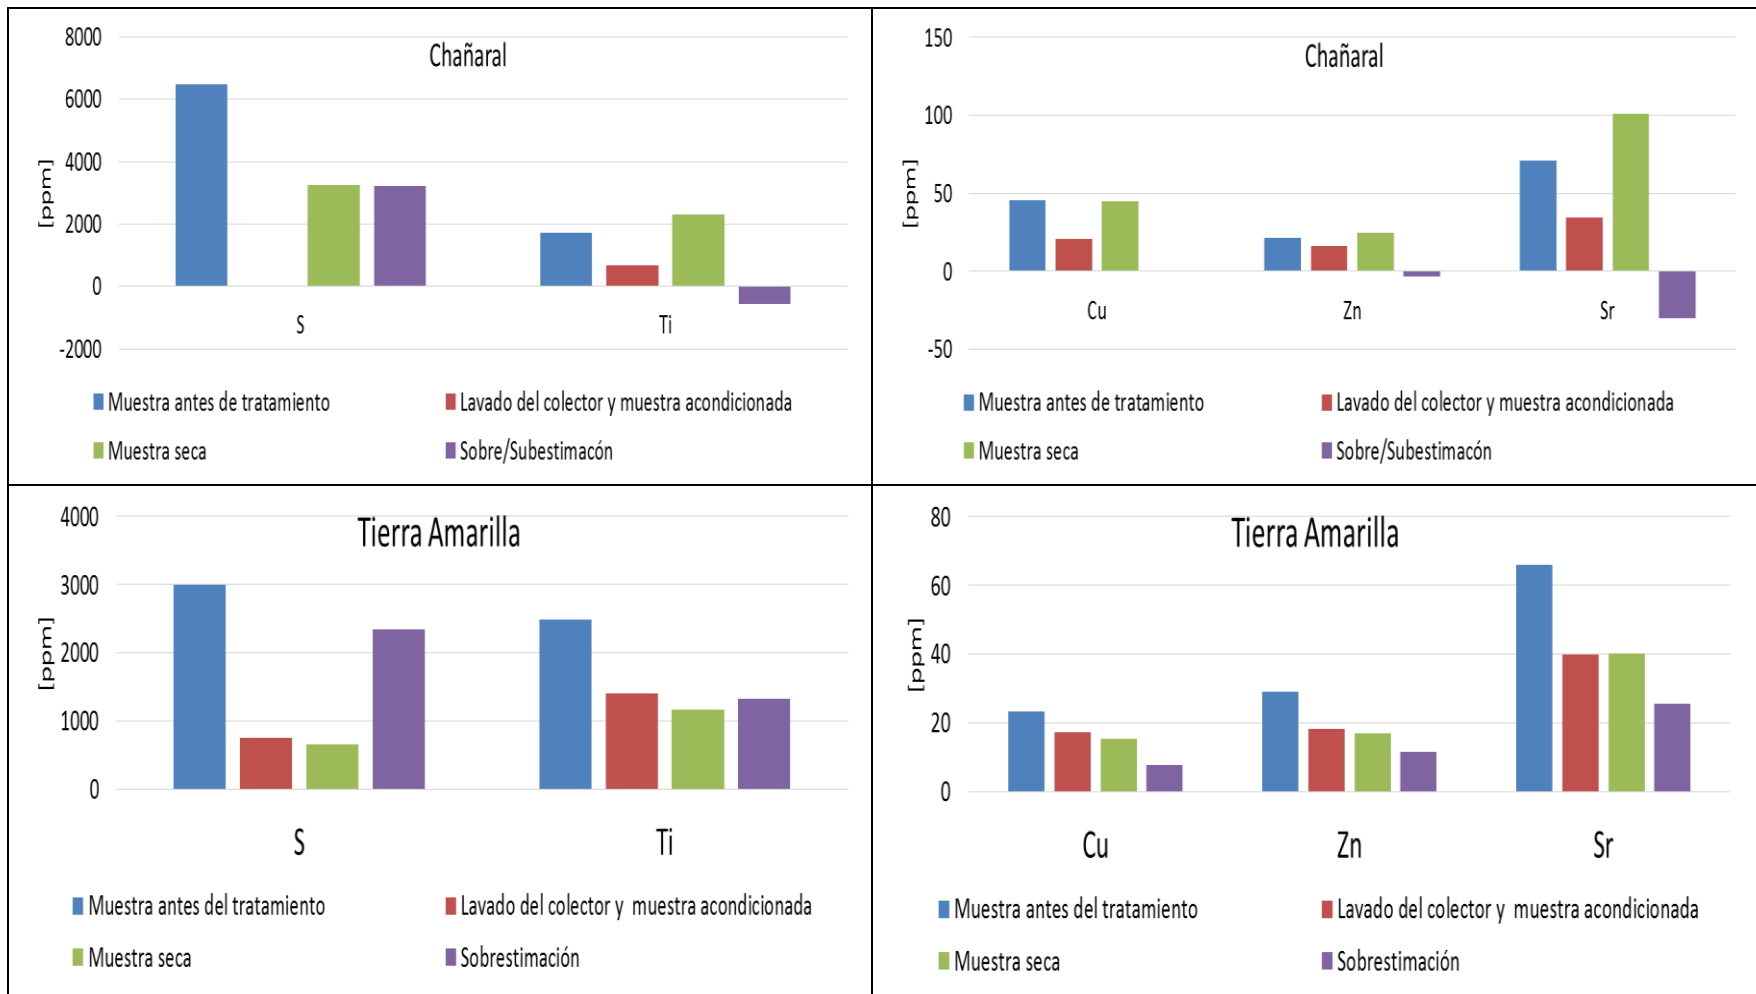 Chañaral
8000
6000
4000
2000
0
-2000
[ppm]
S Ti
Muestra antes de tratamiento Lavado del colector y muestra acondicionada
Muestra seca Sobre/Subestimacón
Chañaral
150
100
50
0
-50
[ppm]
Cu Zn Sr
Muestra antes de tratamiento Lavado del colector y muestra acondicionada
Muestra seca Sobre/Subestimacón
Tierra Amarilla
4000
3000
2000
1000
0
[ppm]
S Ti
Muestra antes del tratamiento Lavado del colector y muestra acondicionada
Muestra seca Sobrestimación
Tierra Amarilla
80
60
40
20
0
[ppm]
Cu Zn Sr
Muestra antes del tratamiento Lavado del colector y muestra acondicionada
Muestra seca Sobrestimación